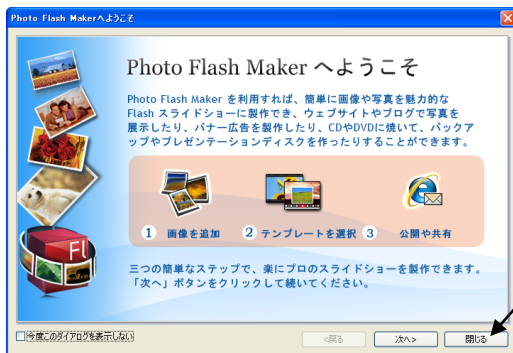 Photo Flash Makerへようこそ
Photo Flash Maker へようこそ
Photo Flash Maker を利用すれば、簡単に画像や写真を魅力的な
Flash スライドショーに製作でき、ウェブサイトやブログで写真を
展示したり、バナー広告を製作したり、CDやDVDに焼いて、バックア
ップやプレゼンテーションディスクを作ったりすることができます。
1 画像を追加 2 テンプレートを選択 3 公開や共有
FL
三つの簡単なステップで、楽にプロのスライドショーを製作できます。
「次へ」ボタンをクリックして続いてください。
今度このダイアログを表示しない
<戻る 次へ> 閉じる